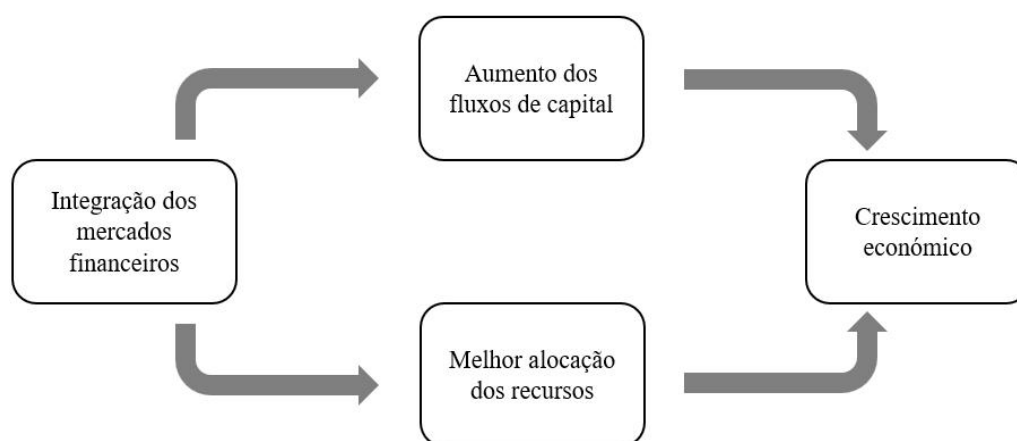 Aumento dos
fluxos de capital
Integração dos
mercados
financeiros
Crescimento
económico
Melhor alocação
dos recursos